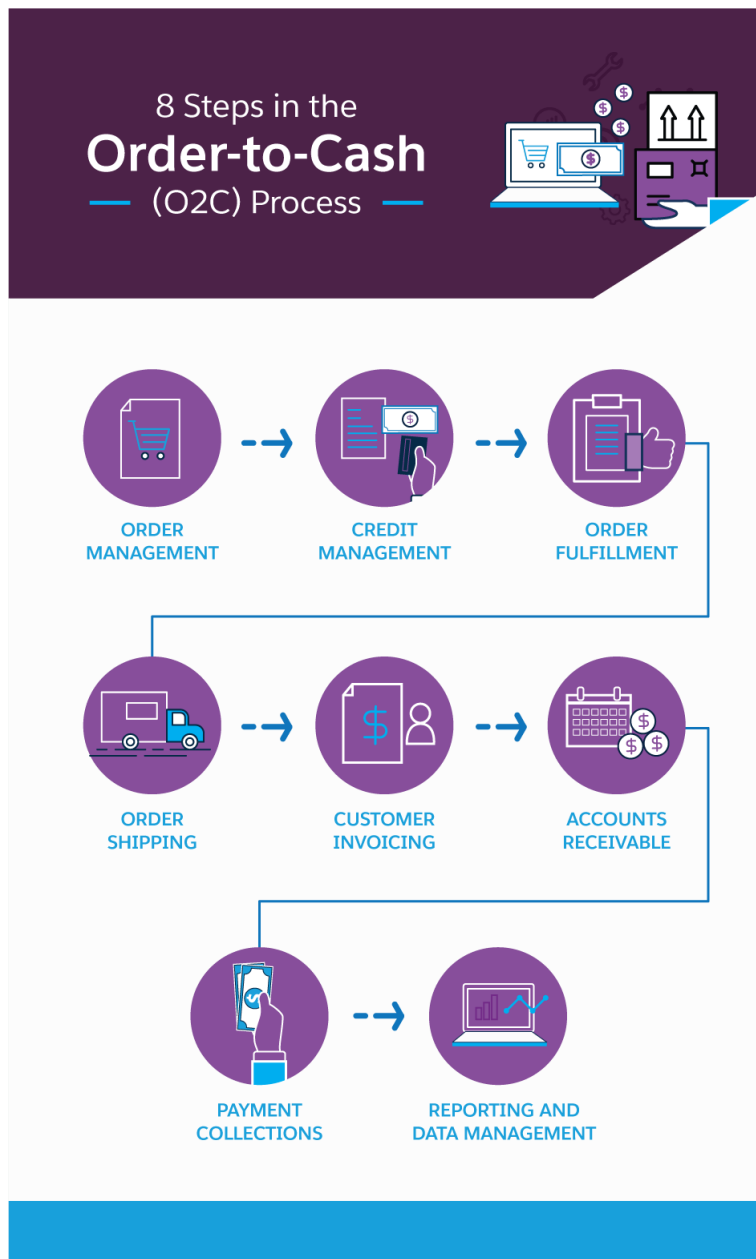 8 Steps in the
Order-to-Cash
(O2C) Process
ORDER
MANAGEMENT
CREDIT
MANAGEMENT
ORDER
FULFILLMENT
ORDER
SHIPPING
CUSTOMER
INVOICING
ACCOUNTS
RECEIVABLE
PAYMENT
COLLECTIONS
REPORTING AND
DATA MANAGEMENT